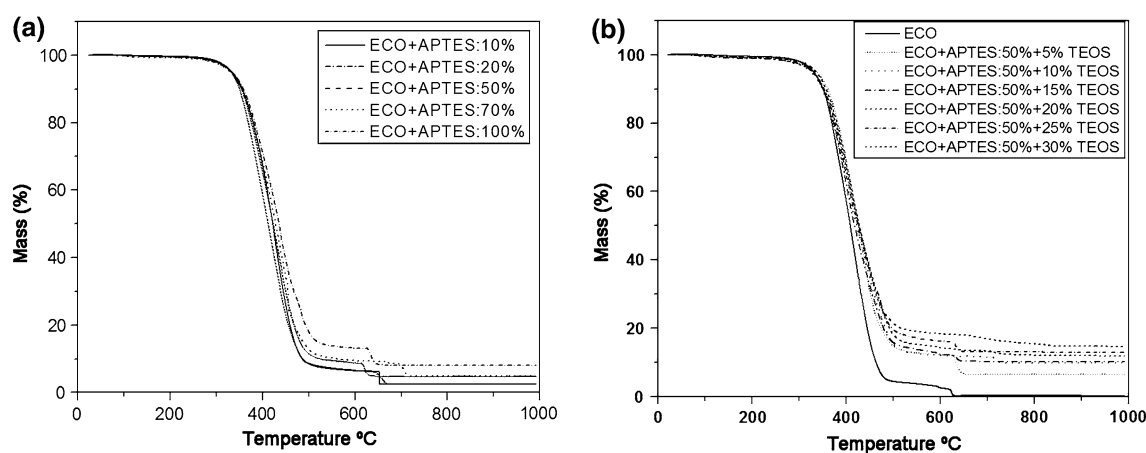 (a)
100
80
60
40
20
0
Mass (%)
0 200 400 600 800 1000
Temperature ºC
ECO+APTES:10%
ECO+APTES:20%
ECO+APTES:50%
ECO+APTES:70%
ECO+APTES:100%
(b)
100
80
60
40
20
0
Mass (%)
0 200 400 600 800 1000
Temperature ºC
ECO
ECO+APTES:50%+5% TEOS
ECO+APTES:50%+10% TEOS
ECO+APTES:50%+15% TEOS
ECO+APTES:50%+20% TEOS
ECO+APTES:50%+25% TEOS
ECO+APTES:50%+30% TEOS